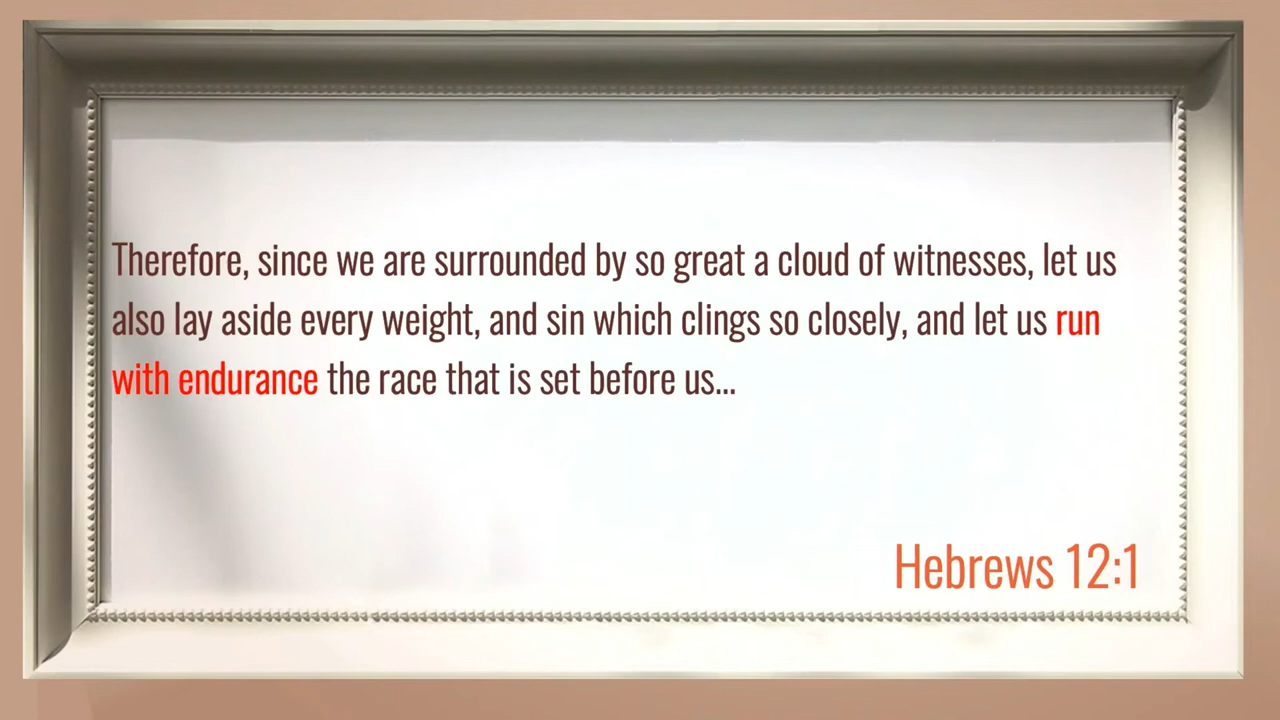 Therefore, since we are surrounded by so great a cloud of witnesses, let us
also lay aside every weight, and sin which clings so closely, and let us run
with endurance the race that is set before us...
Hebrews 12:1